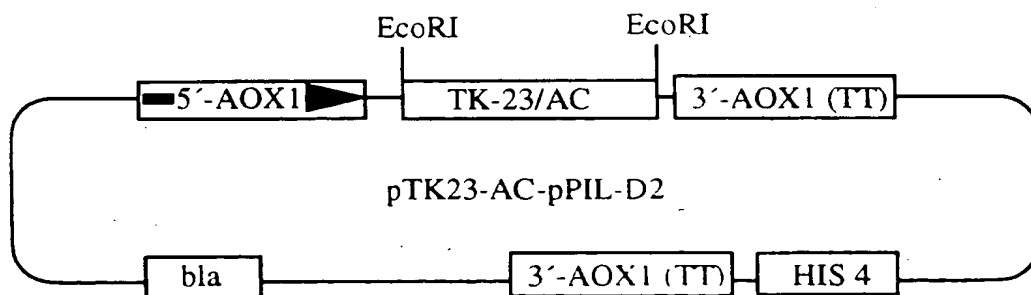 EcoRI EcoRI
5´-AOX1 TK-23/AC 3´-AOX1 (TT)
pTK23-AC-pPIL-D2
bla 3´-AOX1 (TT) HIS 4